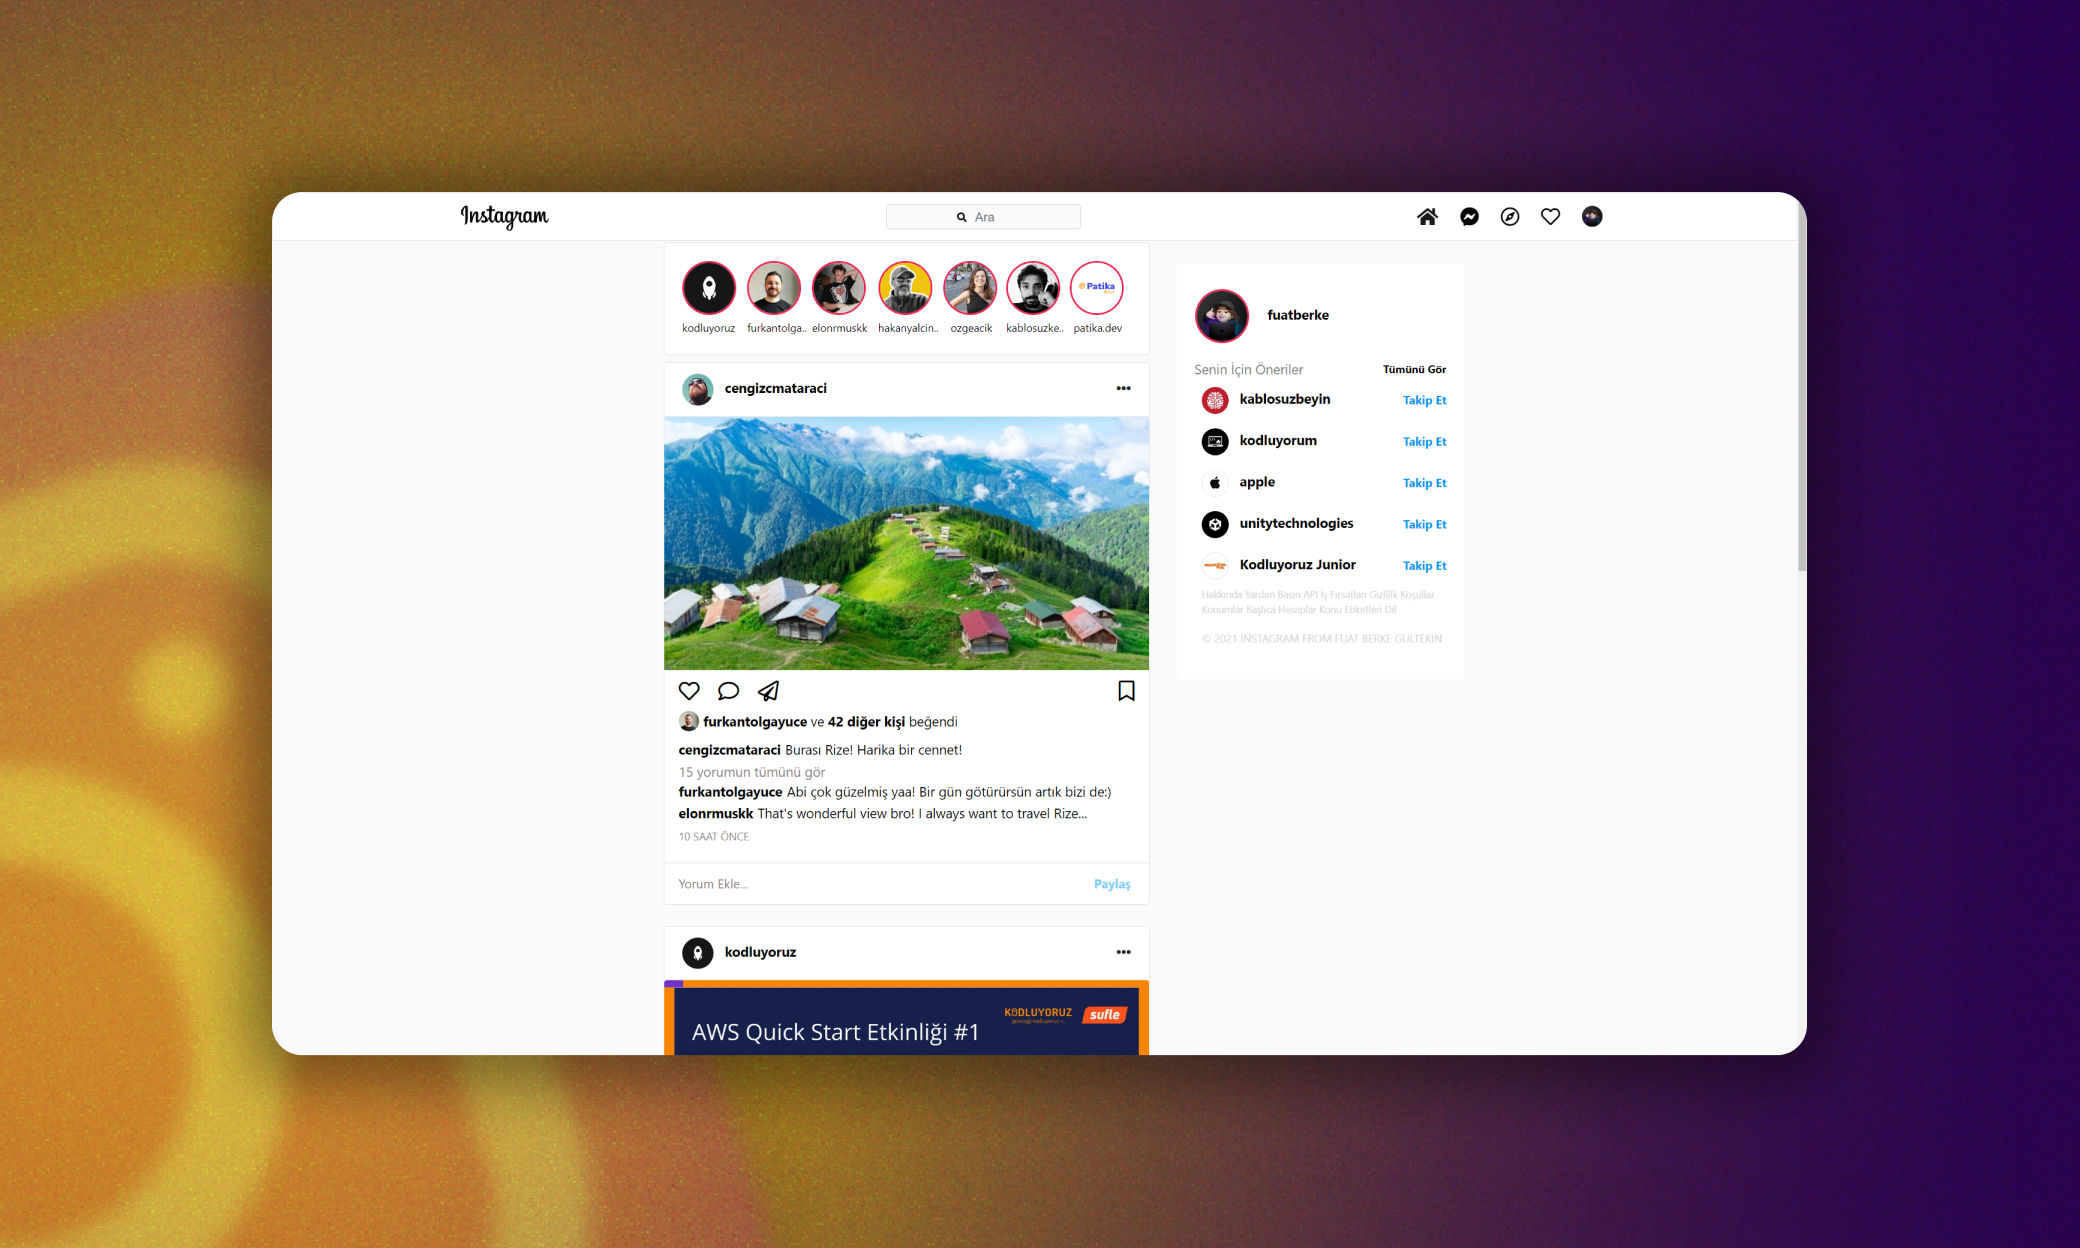 Instagram
Ara
kodluyoruz furkantolga.. elonrmuskk hakanyalcin.. ozgeacik kablosuzke.. patika.dev
Patika
cengizcmataraci
furkantolgayuce ve 42 diğer kişi beğendi
cengizcmataraci Burası Rize! Harika bir cennet!
15 yorumun tümünü gör
furkantolgayuce Abi çok güzelmiş yaa! Bir gün götürürsün artık bizi de:)
elonrmuskk That's wonderful view bro! I always want to travel Rize...
10 SAAT ÖNCE
Yorum Ekle... Paylaş
kodluyoruz
KODLUYORUZ
sufle
AWS Quick Start Etkinliği #1
fuatberke
Senin İçin Öneriler Tümünü Gör
kablosuzbeyin Takip Et
kodluyorum Takip Et
apple Takip Et
unitytechnologies Takip Et
Kodluyoruz Junior Takip Et
Hakkında Yardım Basın API İş Fırsatları Gizlilik Koşullar
Konumlar Başlıca Hesaplar Konu Etiketleri Dil
© 2021 INSTAGRAM FROM FUAT BERKE GULTEKIN